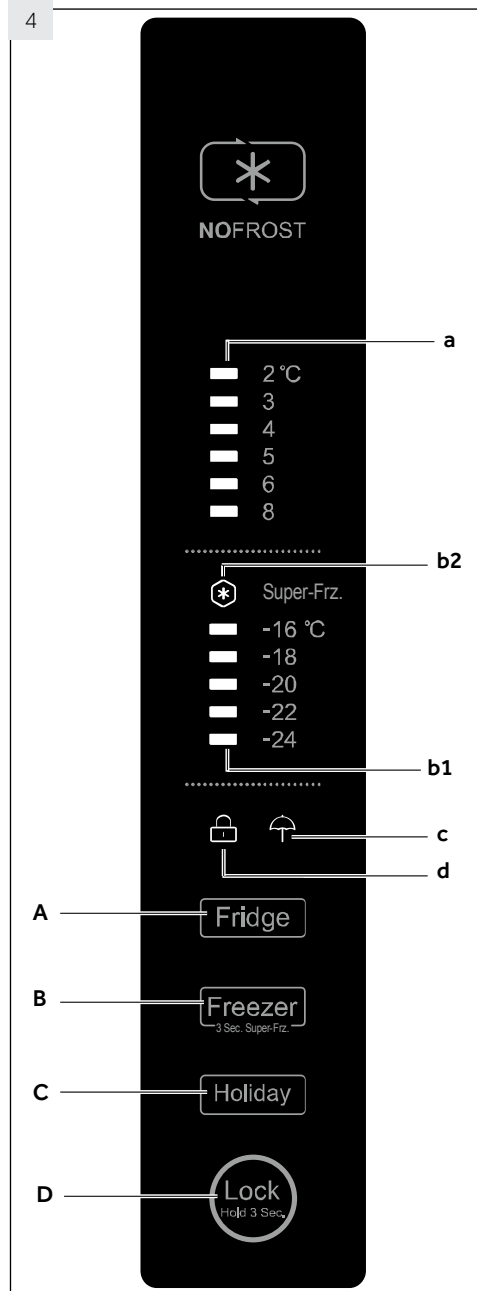 4
NOFROST
a
2 °C
3
4
5
6
8
b2
Super-Frz.
-16 °C
-18
-20
-22
-24
b1
c
d
A
Fridge
B
Freezer
3 Sec. Super-Frz.
C
Holiday
D
Lock
Hold 3 Sec.